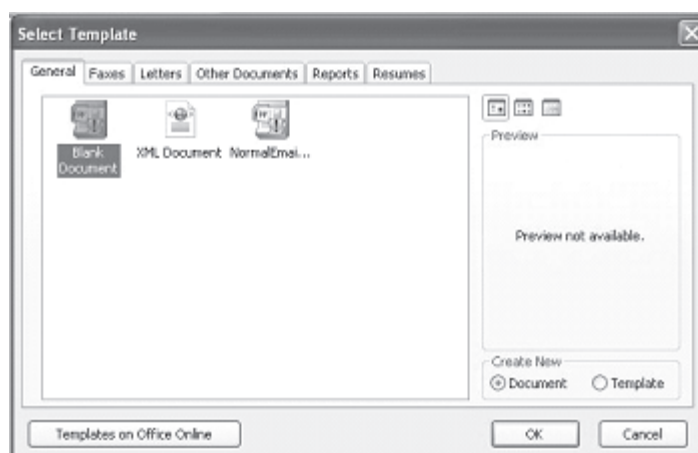 Select Template
General Faxes Letters Other Documents Reports Resumes
Blank Document XML Document NormalEmai...
Preview
Preview not available.
Create New
Document Template
Templates on Office Online OK Cancel